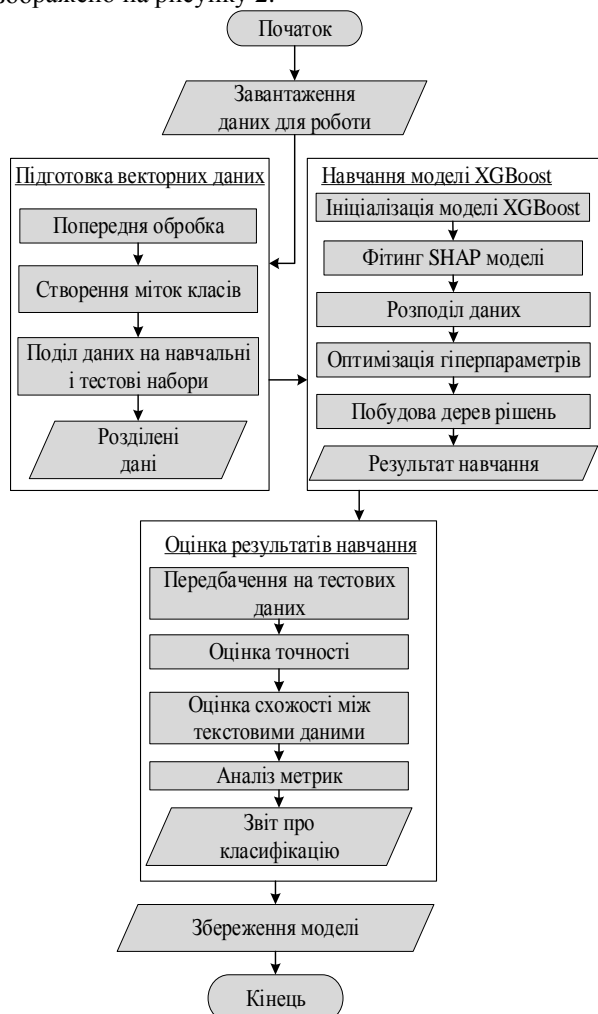 зображено на рисунку 2.
Початок
Завантаження
даних для роботи
Підготовка векторних даних
Попередня обробка
Створення міток класів
Поділ даних на навчальні
і тестові набори
Розділені
дані
Навчання моделі XGBoost
Ініціалізація моделі XGBoost
Фітинг SHAP моделі
Розподіл даних
Оптимізація гіперпараметрів
Побудова дерев рішень
Результат навчання
Оцінка результатів навчання
Передбачення на тестових
даних
Оцінка точності
Оцінка схожості між
текстовими даними
Аналіз метрик
Звіт про
класифікацію
Збереження моделі
Кінець